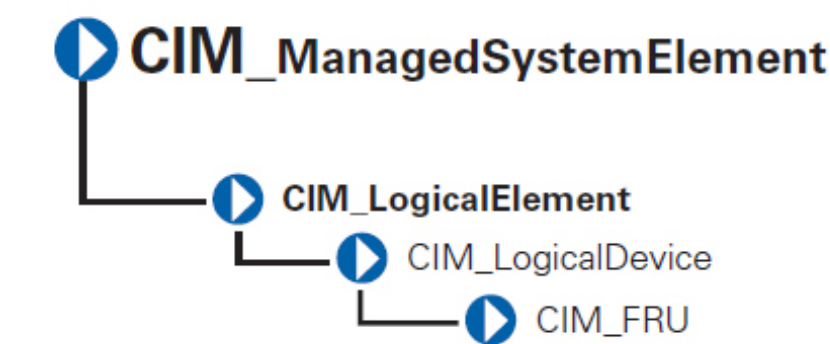 CIM_ManagedSystemElement
CIM_LogicalElement
CIM_LogicalDevice
CIM_FRU